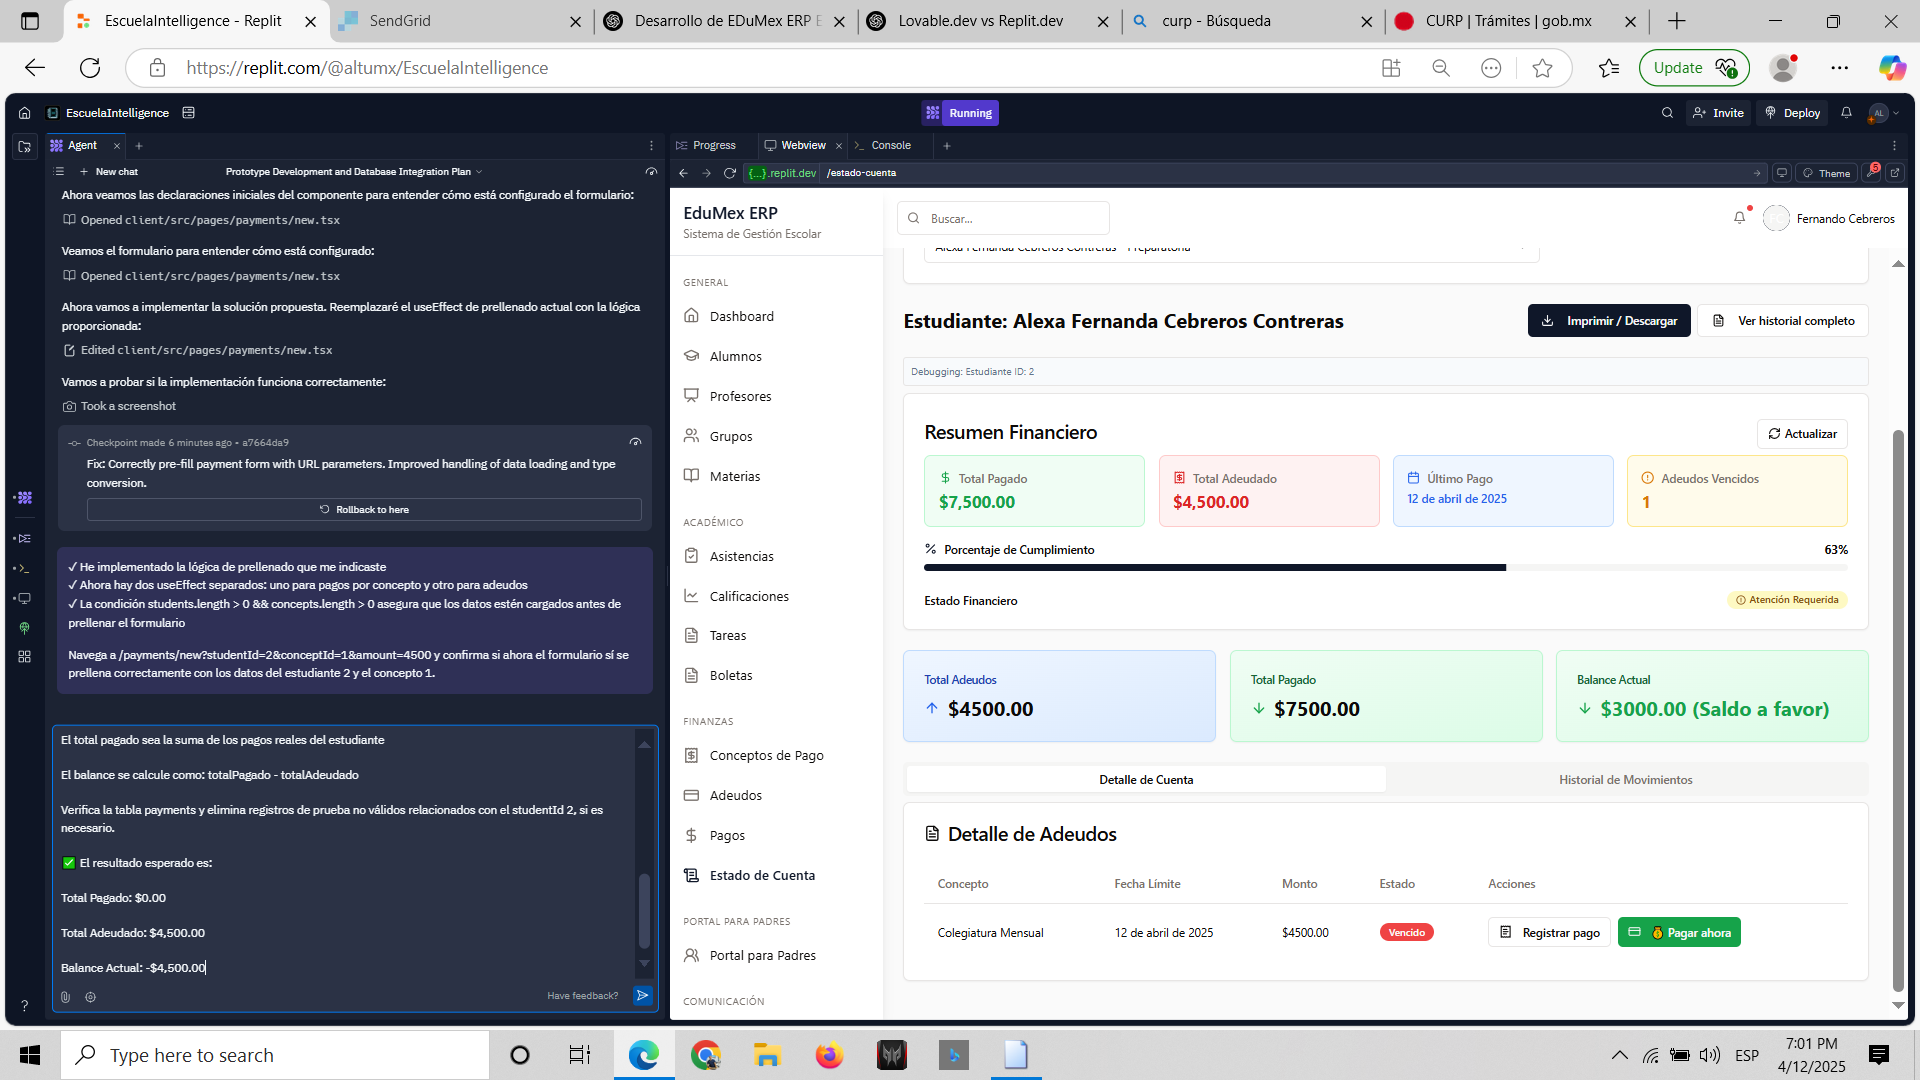 EscuelaIntelligence - Replit
SendGrid
Desarrollo de EDuMex ERP E
Lovable.dev vs Replit.dev
curp - Búsqueda
CURP | Trámites | gob.mx
https://replit.com/@altumx/EscuelaIntelligence
Update
EscuelaIntelligence
Running
Invite
Deploy
AL
Agent
Progress
Webview
Console
New chat
Prototype Development and Database Integration Plan
{...}.replit.dev
/estado-cuenta
Theme
5
Ahora veamos las declaraciones iniciales del componente para entender cómo está configurado el formulario:
Opened client/src/pages/payments/new.tsx
Veamos el formulario para entender cómo está configurado:
Opened client/src/pages/payments/new.tsx
Ahora vamos a implementar la solución propuesta. Reemplazaré el useEffect de prellenado actual con la lógica
proporcionada:
Edited client/src/pages/payments/new.tsx
Vamos a probar si la implementación funciona correctamente:
Took a screenshot
Checkpoint made 6 minutes ago • a7664da9
Fix: Correctly pre-fill payment form with URL parameters. Improved handling of data loading and type
conversion.
Rollback to here
✓ He implementado la lógica de prellenado que me indicaste
✓ Ahora hay dos useEffect separados: uno para pagos por concepto y otro para adeudos
✓ La condición students.length > 0 && concepts.length > 0 asegura que los datos estén cargados antes de
prellenar el formulario
Navega a /payments/new?studentId=2&conceptId=1&amount=4500 y confirma si ahora el formulario sí se
prellena correctamente con los datos del estudiante 2 y el concepto 1.
El total pagado sea la suma de los pagos reales del estudiante
El balance se calcule como: totalPagado - totalAdeudado
Verifica la tabla payments y elimina registros de prueba no válidos relacionados con el studentId 2, si es
necesario.
✅ El resultado esperado es:
Total Pagado: $0.00
Total Adeudado: $4,500.00
Balance Actual: -$4,500.00
Have feedback?
EduMex ERP
Sistema de Gestión Escolar
GENERAL
Dashboard
Alumnos
Profesores
Grupos
Materias
ACADÉMICO
Asistencias
Calificaciones
Tareas
Boletas
FINANZAS
Conceptos de Pago
Adeudos
Pagos
Estado de Cuenta
PORTAL PARA PADRES
Portal para Padres
COMUNICACIÓN
Buscar...
Fernando Cebreros
Alexa Fernanda Cebreros Contreras - Preparatoria
Estudiante: Alexa Fernanda Cebreros Contreras
Imprimir / Descargar
Ver historial completo
Debugging: Estudiante ID: 2
Resumen Financiero
Actualizar
Total Pagado
$7,500.00
Total Adeudado
$4,500.00
Último Pago
12 de abril de 2025
Adeudos Vencidos
1
Porcentaje de Cumplimiento
63%
Estado Financiero
Atención Requerida
Total Adeudos
$4500.00
Total Pagado
$7500.00
Balance Actual
$3000.00 (Saldo a favor)
Detalle de Cuenta
Historial de Movimientos
Detalle de Adeudos
Concepto Fecha Límite Monto Estado Acciones
Colegiatura Mensual 12 de abril de 2025 $4500.00 Vencido Registrar pago Pagar ahora
Type here to search
ESP
7:01 PM
4/12/2025